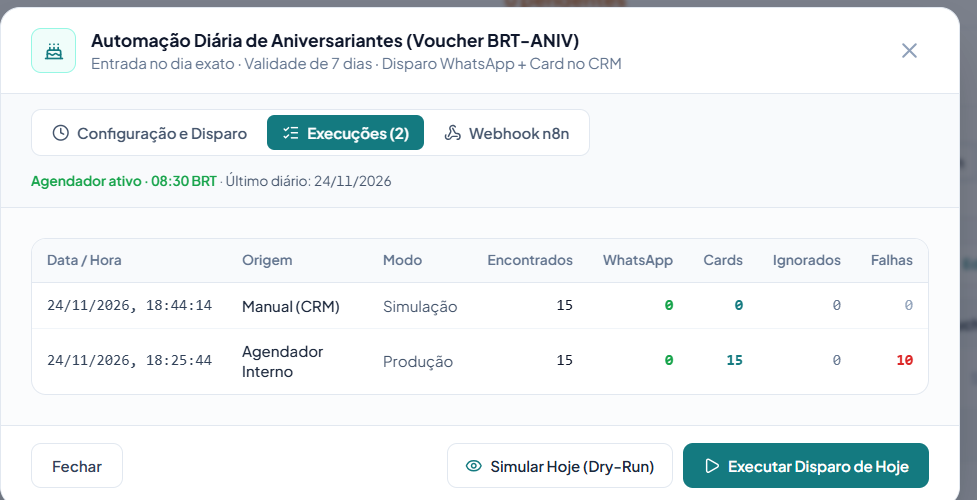 Automação Diária de Aniversariantes (Voucher BRT-ANIV)
Entrada no dia exato · Validade de 7 dias · Disparo WhatsApp + Card no CRM
Configuração e Disparo Execuções (2) Webhook n8n
Agendador ativo · 08:30 BRT · Último diário: 24/11/2026
Data / Hora Origem Modo Encontrados WhatsApp Cards Ignorados Falhas
24/11/2026, 18:44:14 Manual (CRM) Simulação 15 0 0 0 0
24/11/2026, 18:25:44 Agendador Interno Produção 15 0 15 0 10
Fechar Simular Hoje (Dry-Run) Executar Disparo de Hoje